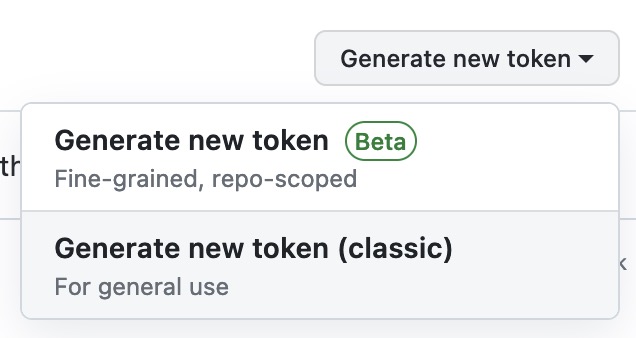 Generate new token
Generate new token Beta
Fine-grained, repo-scoped
Generate new token (classic)
For general use